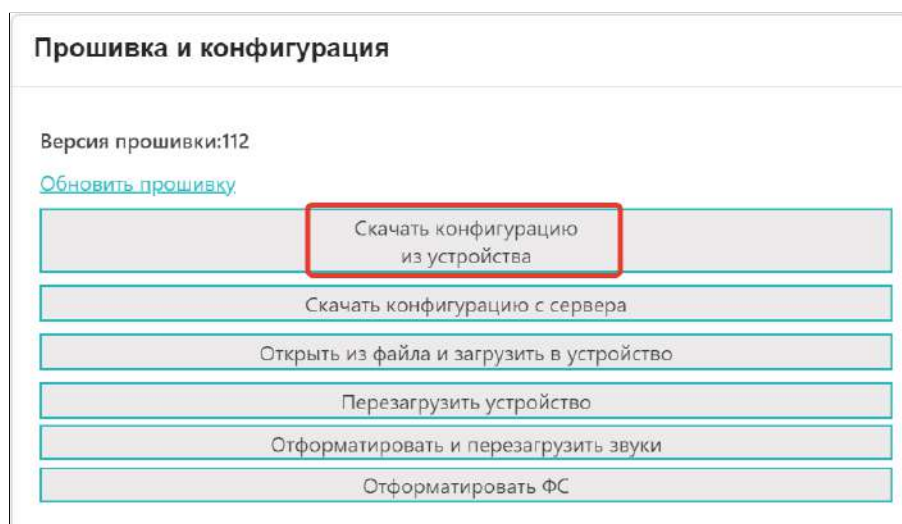 Прошивка и конфигурация
Версия прошивки:112
Обновить прошивку
Скачать конфигурацию
из устройства
Скачать конфигурацию с сервера
Открыть из файла и загрузить в устройство
Перезагрузить устройство
Отформатировать и перезагрузить звуки
Отформатировать ФС